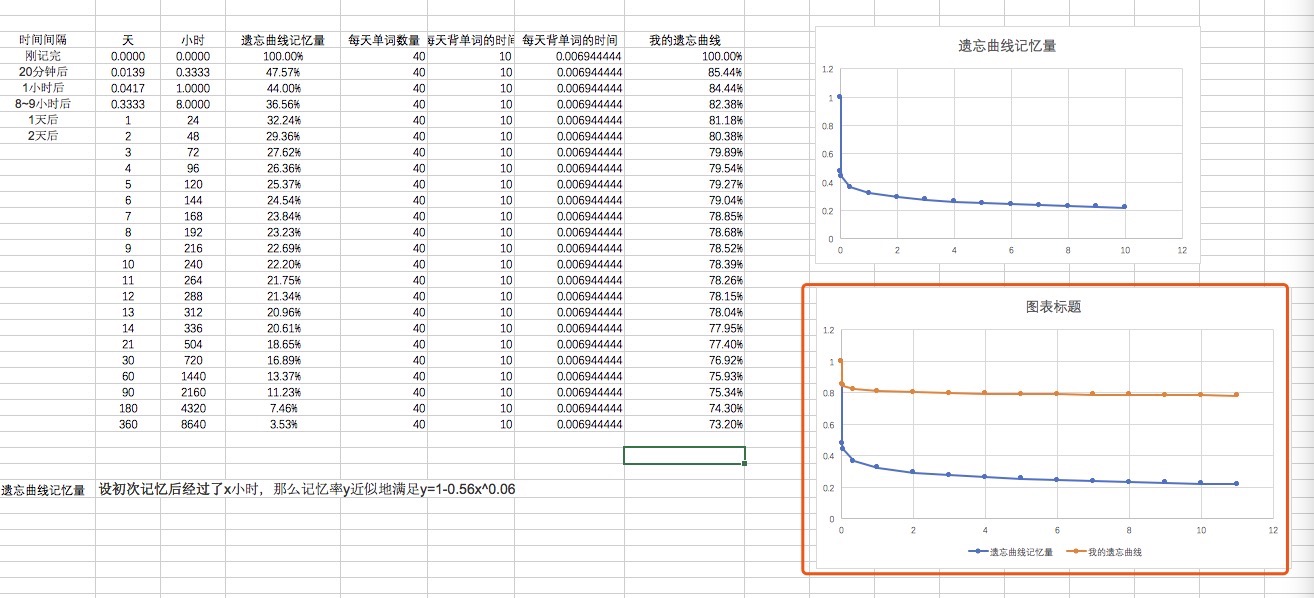 时间间隔 天 小时 遗忘曲线记忆量 每天单词数量 每天背单词的时间 每天背单词的时间 我的遗忘曲线
刚记完 0.0000 0.0000 100.00% 40 10 0.006944444 100.00%
20分钟后 0.0139 0.3333 47.57% 40 10 0.006944444 85.44%
1小时后 0.0417 1.0000 44.00% 40 10 0.006944444 84.44%
8~9小时后 0.3333 8.0000 36.56% 40 10 0.006944444 82.38%
1天后 1 24 32.24% 40 10 0.006944444 81.18%
2天后 2 48 29.36% 40 10 0.006944444 80.38%
3 72 27.62% 40 10 0.006944444 79.89%
4 96 26.36% 40 10 0.006944444 79.54%
5 120 25.37% 40 10 0.006944444 79.27%
6 144 24.54% 40 10 0.006944444 79.04%
7 168 23.84% 40 10 0.006944444 78.85%
8 192 23.23% 40 10 0.006944444 78.68%
9 216 22.69% 40 10 0.006944444 78.52%
10 240 22.20% 40 10 0.006944444 78.39%
11 264 21.75% 40 10 0.006944444 78.26%
12 288 21.34% 40 10 0.006944444 78.15%
13 312 20.96% 40 10 0.006944444 78.04%
14 336 20.61% 40 10 0.006944444 77.95%
21 504 18.65% 40 10 0.006944444 77.40%
30 720 16.89% 40 10 0.006944444 76.92%
60 1440 13.37% 40 10 0.006944444 75.93%
90 2160 11.23% 40 10 0.006944444 75.34%
180 4320 7.46% 40 10 0.006944444 74.30%
360 8640 3.53% 40 10 0.006944444 73.20%
遗忘曲线记忆量 设初次记忆后经过了x小时，那么记忆率y近似地满足y=1-0.56x^0.06
遗忘曲线记忆量
1.2
1
0.8
0.6
0.4
0.2
0
0 2 4 6 8 10 12
图表标题
1.2
1
0.8
0.6
0.4
0.2
0
0 2 4 6 8 10 12
遗忘曲线记忆量 我的遗忘曲线